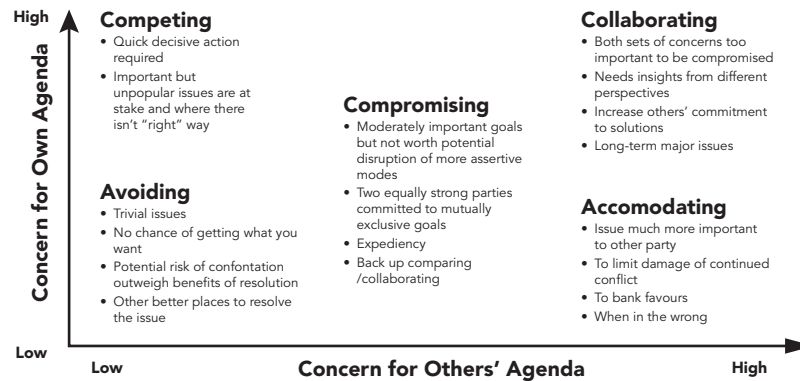 High
Concern for Own Agenda
Low
Competing
• Quick decisive action
required
• Important but
unpopular issues are at
stake and where there
isn't “right” way
Avoiding
• Trivial issues
• No chance of getting what you
want
• Potential risk of confontation
outweigh benefits of resolution
• Other better places to resolve
the issue
Compromising
• Moderately important goals
but not worth potential
disruption of more assertive
modes
• Two equally strong parties
committed to mutually
exclusive goals
• Expediency
• Back up comparing
/collaborating
Collaborating
• Both sets of concerns too
important to be compromised
• Needs insights from different
perspectives
• Increase others' commitment
to solutions
• Long-term major issues
Accomodating
• Issue much more important
to other party
• To limit damage of continued
conflict
• To bank favours
• When in the wrong
Low
Concern for Others' Agenda
High